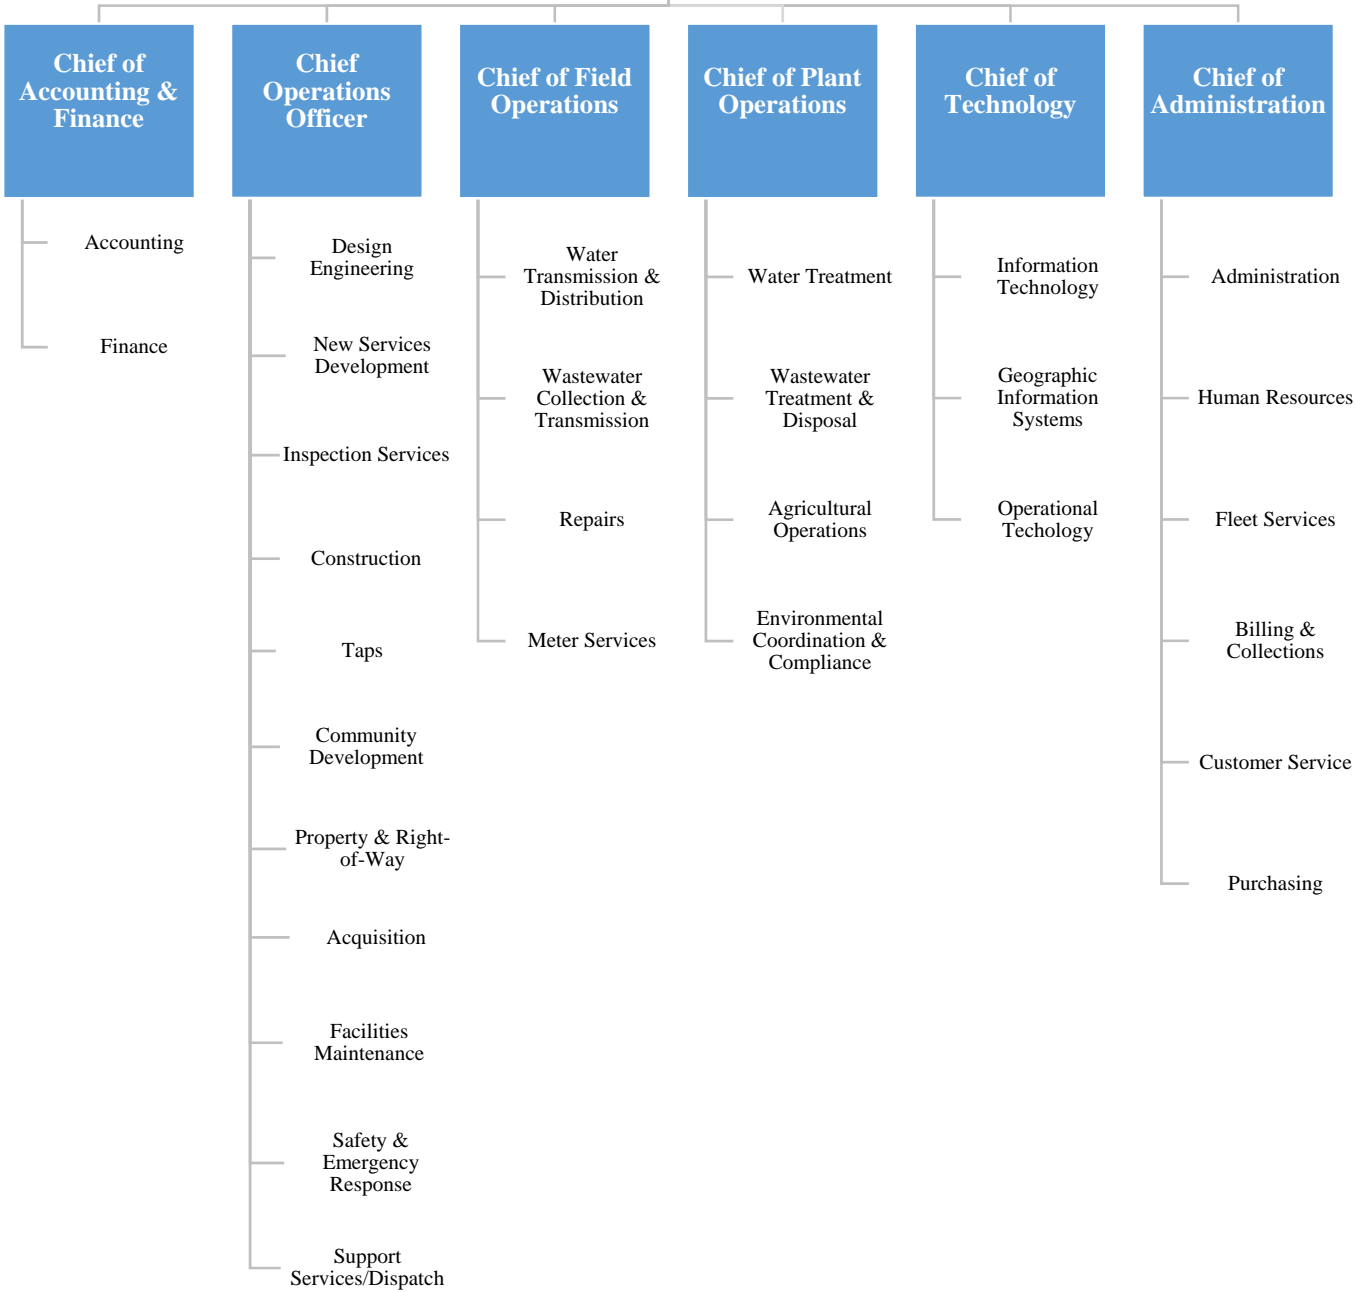 Chief of
Accounting &
Finance
Accounting
Finance
Chief
Operations
Officer
Design
Engineering
New Services
Development
Inspection Services
Construction
Taps
Community
Development
Property & Right-
of-Way
Acquisition
Facilities
Maintenance
Safety &
Emergency
Response
Support
Services/Dispatch
Chief of Field
Operations
Water
Transmission &
Distribution
Wastewater
Collection &
Transmission
Repairs
Meter Services
Chief of Plant
Operations
Water Treatment
Wastewater
Treatment &
Disposal
Agricultural
Operations
Environmental
Coordination &
Compliance
Chief of
Technology
Information
Technology
Geographic
Information
Systems
Operational
Techology
Chief of
Administration
Administration
Human Resources
Fleet Services
Billing &
Collections
Customer Service
Purchasing